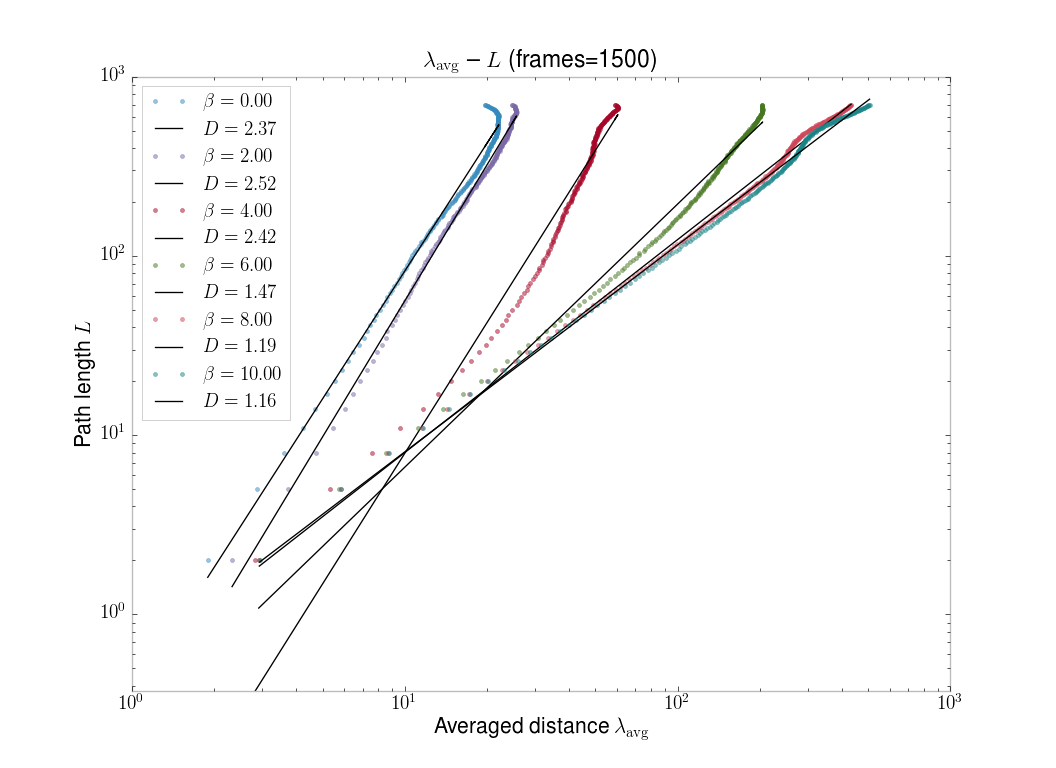 λavg − L (frames=1500)
10³
10²
10¹
10⁰
Path length L
β = 0.00
D = 2.37
β = 2.00
D = 2.52
β = 4.00
D = 2.42
β = 6.00
D = 1.47
β = 8.00
D = 1.19
β = 10.00
D = 1.16
10⁰ 10¹ 10² 10³
Averaged distance λavg